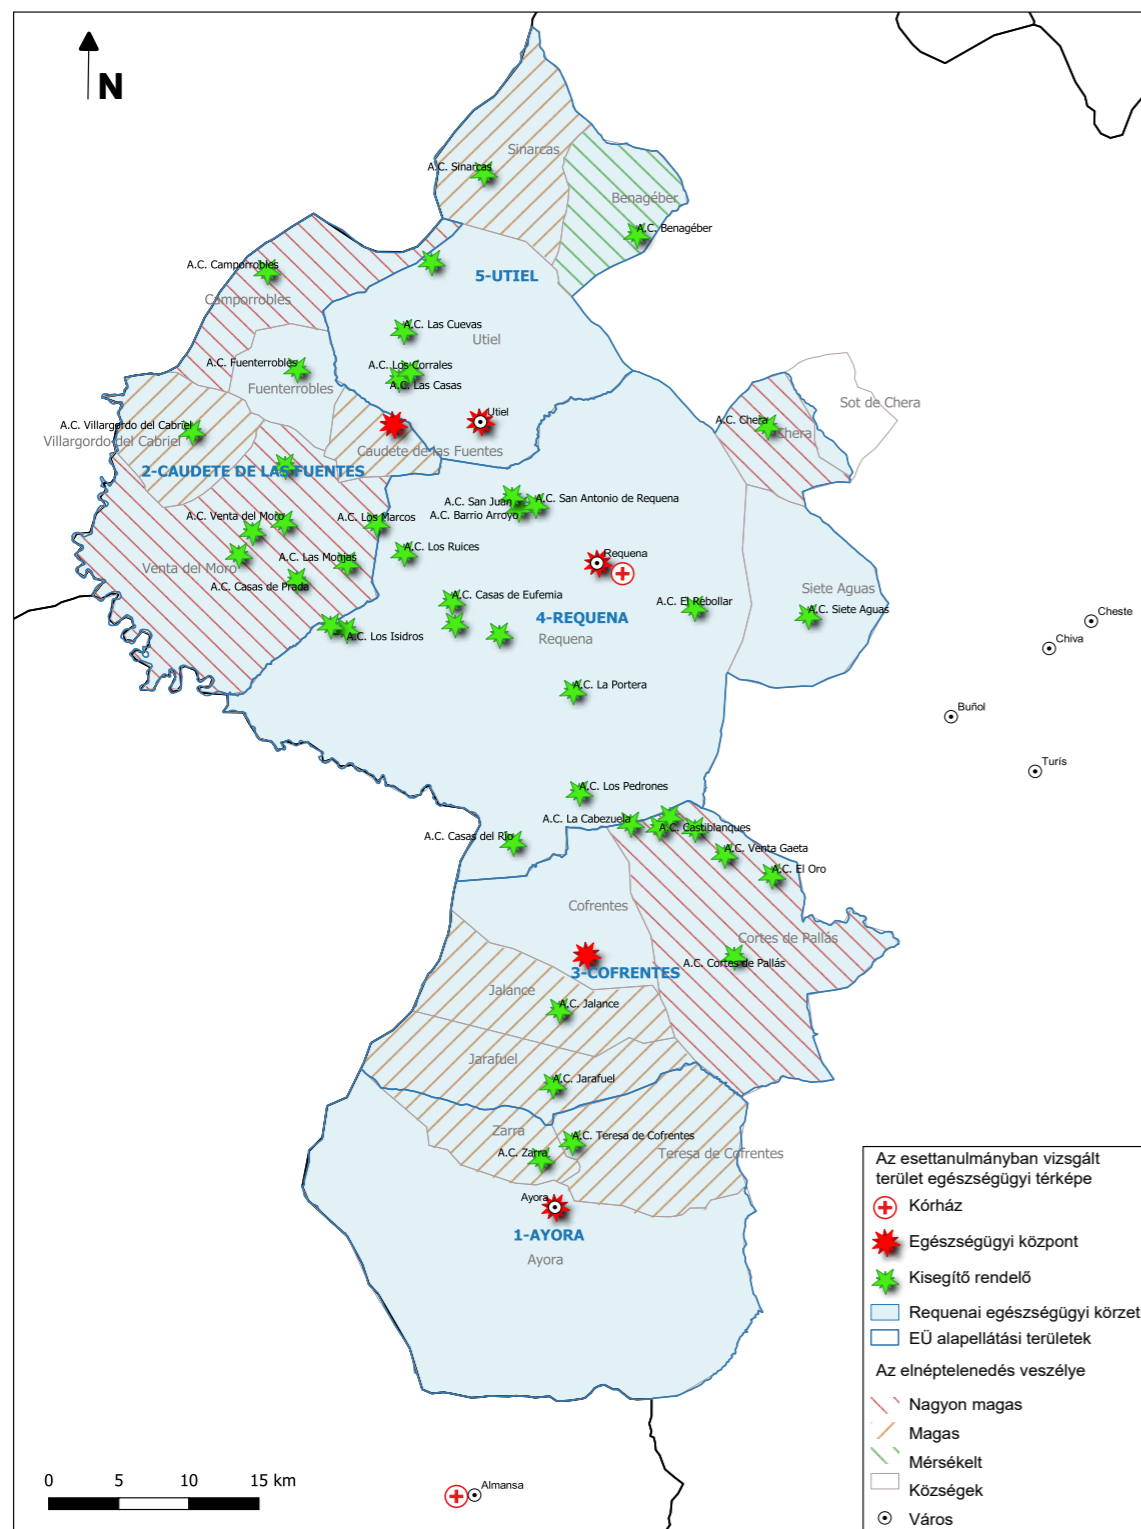 N
Sinarcas
A.C. Sinarcas
Benagéber
A.C. Benagéber
A.C. Camporrobles
Camporrobles
5-UTIEL
A.C. Las Cuevas
Utiel
A.C. Fuenterrobles
Fuenterrobles
A.C. Los Corrales
A.C. Las Casas
Sot de Chera
A.C. Chera
Chera
Utiel
A.C. Villargordo del Cabriel
Villargordo del Cabriel
Caudete de las Fuentes
2-CAUDETE DE LAS FUENTES
A.C. San Juan
A.C. San Antonio de Requena
A.C. Barrio Arroyo
A.C. Venta del Moro
A.C. Los Marcos
A.C. Los Ruices
A.C. Las Monjas
Venta del Moro
A.C. Casas de Prada
Requena
Siete Aguas
A.C. Casas de Eufemia
A.C. El Rebollar
A.C. Siete Aguas
4-REQUENA
Requena
A.C. Los Isidros
Cheste
Chiva
A.C. La Portera
Buñol
Turís
A.C. Los Pedrones
A.C. La Cabezuela
A.C. Castiblanques
A.C. Casas del Río
A.C. Venta Gaeta
A.C. El Oro
Cofrentes
Cortes de Pallás
A.C. Cortes de Pallás
3-COFRENTES
Jalance
A.C. Jalance
Jarafuel
A.C. Jarafuel
Zarra
A.C. Teresa de Cofrentes
A.C. Zarra
Teresa de Cofrentes
Ayora
1-AYORA
Ayora
Almansa
0 5 10 15 km
Az esettanulmányban vizsgált
terület egészségügyi térképe
Kórház
Egészségügyi központ
Kisegítő rendelő
Requenai egészségügyi körzet
EÜ alapellátási területek
Az elnéptelenedés veszélye
Nagyon magas
Magas
Mérsékelt
Községek
Város